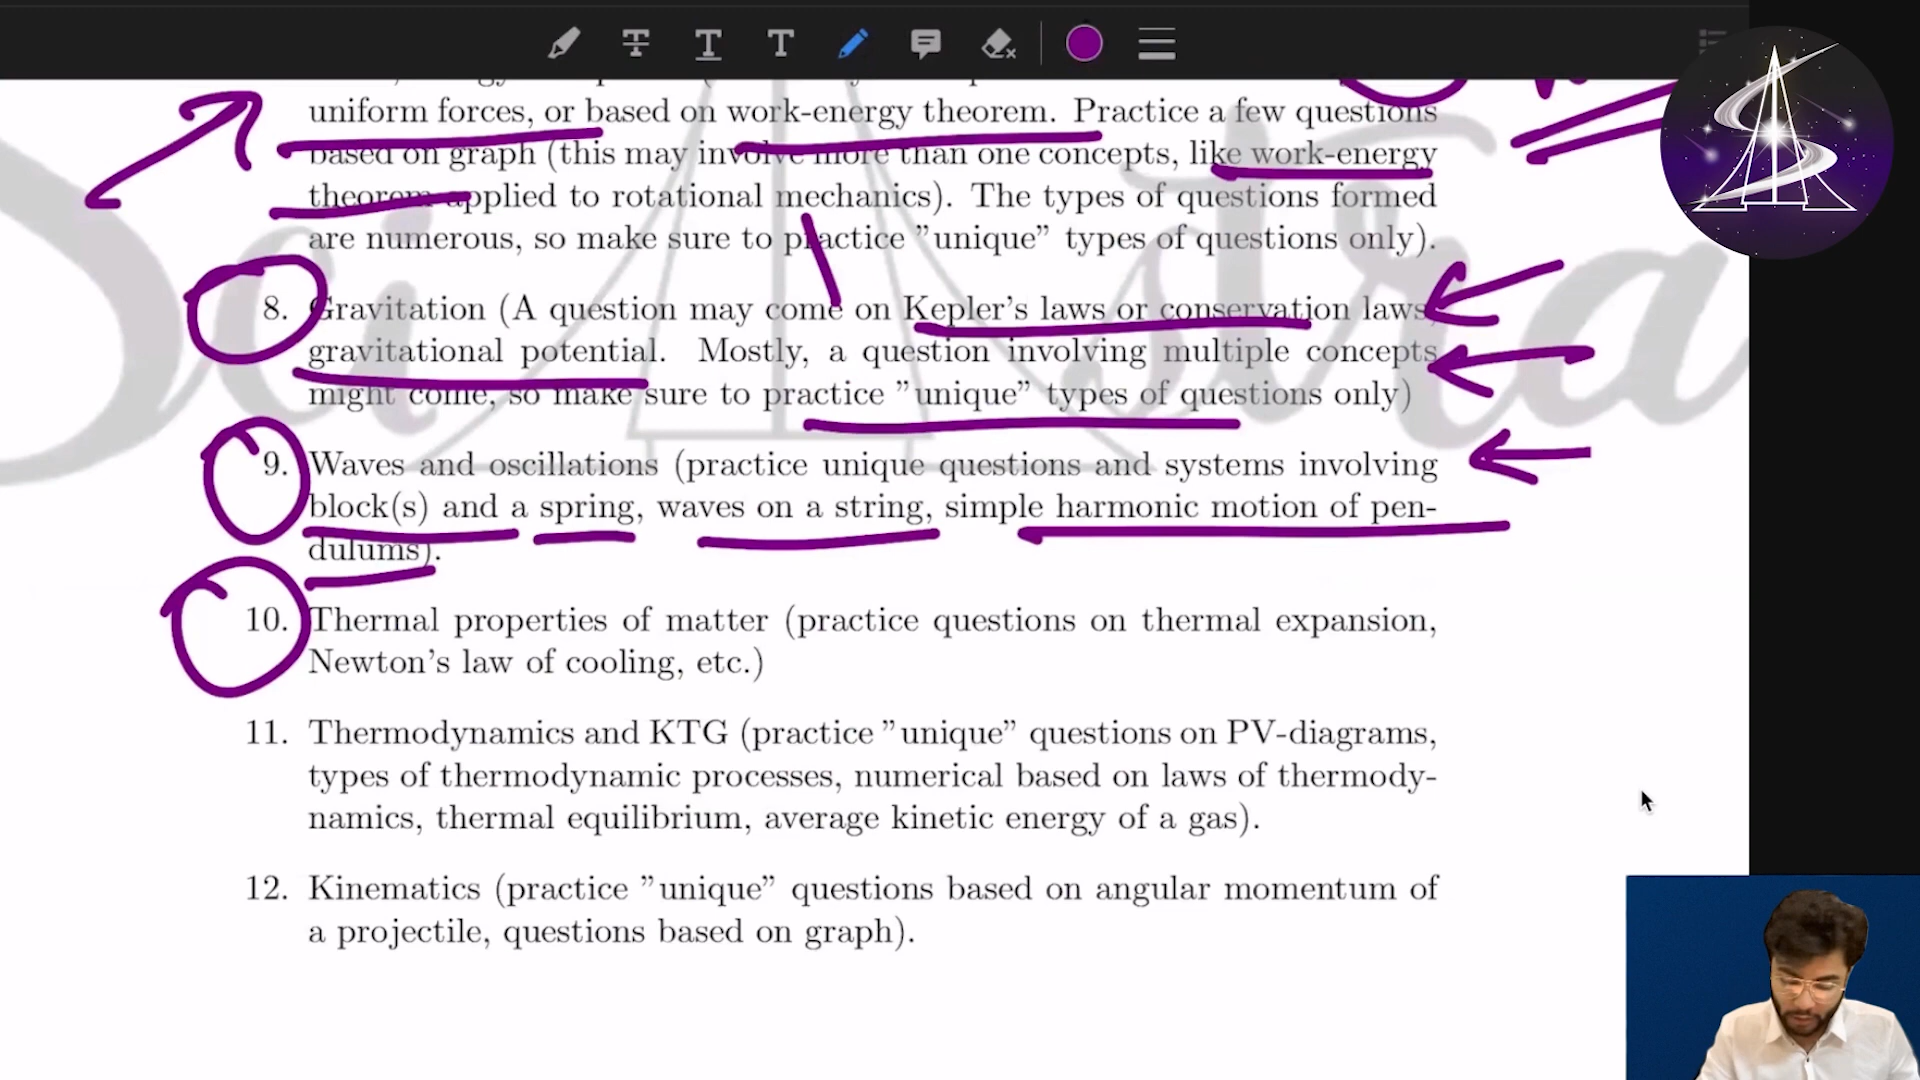 uniform forces, or based on work-energy theorem. Practice a few questions
based on graph (this may involve more than one concepts, like work-energy
theorem applied to rotational mechanics). The types of questions formed
are numerous, so make sure to practice ”unique” types of questions only).
8. Gravitation (A question may come on Kepler’s laws or conservation laws,
gravitational potential. Mostly, a question involving multiple concepts
might come, so make sure to practice ”unique” types of questions only)
9. Waves and oscillations (practice unique questions and systems involving
block(s) and a spring, waves on a string, simple harmonic motion of pen-
dulums).
10. Thermal properties of matter (practice questions on thermal expansion,
Newton’s law of cooling, etc.)
11. Thermodynamics and KTG (practice ”unique” questions on PV-diagrams,
types of thermodynamic processes, numerical based on laws of thermody-
namics, thermal equilibrium, average kinetic energy of a gas).
12. Kinematics (practice ”unique” questions based on angular momentum of
a projectile, questions based on graph).